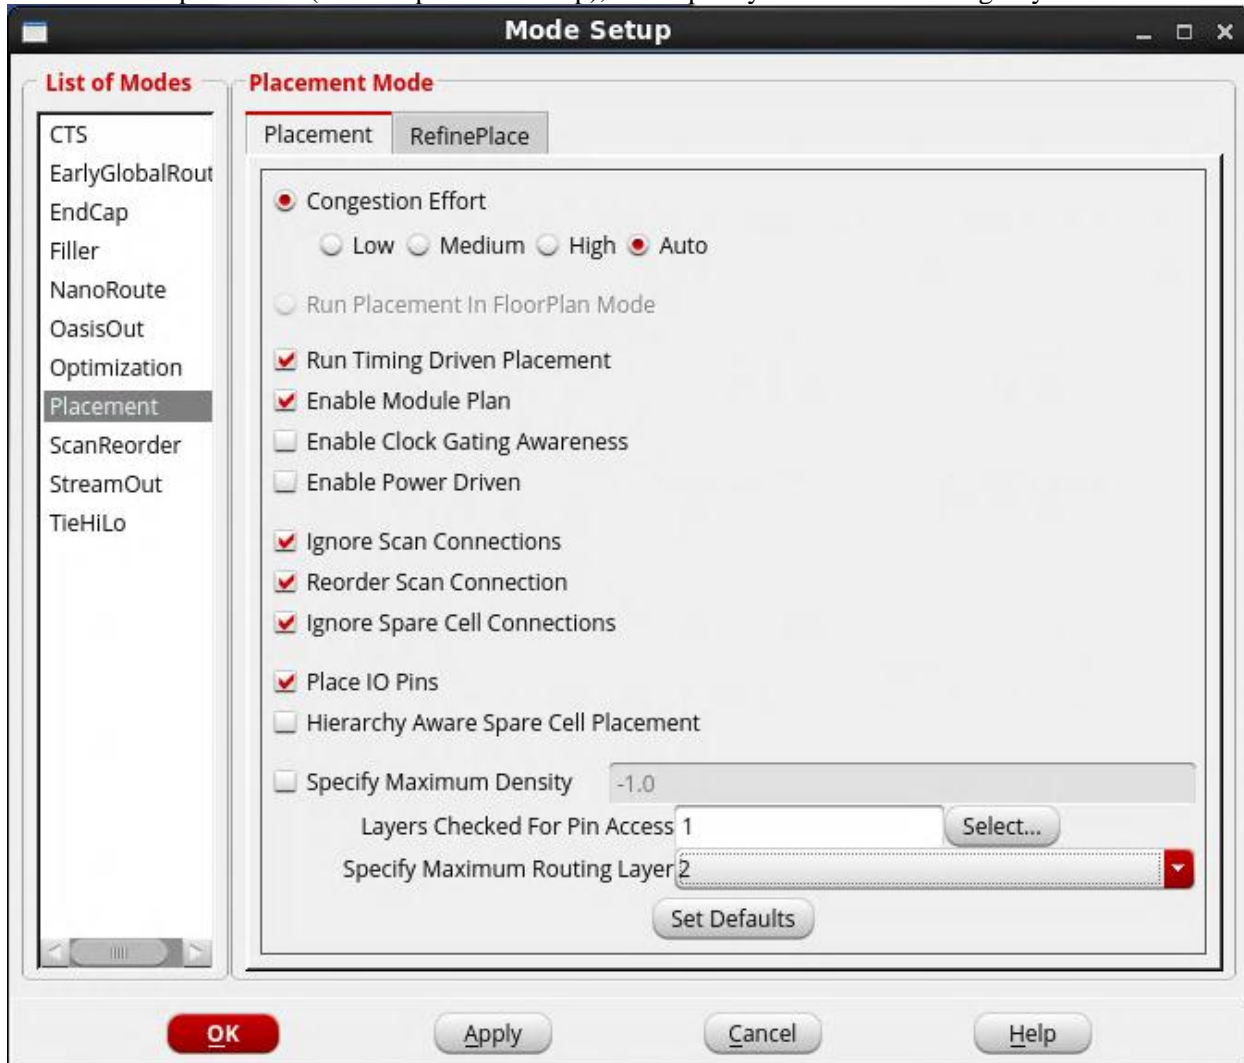 Mode Setup
List of Modes
Placement Mode
CTS
EarlyGlobalRout
EndCap
Filler
NanoRoute
OasisOut
Optimization
Placement
ScanReorder
StreamOut
TieHiLo
Placement RefinePlace
Congestion Effort
Low Medium High Auto
Run Placement In FloorPlan Mode
Run Timing Driven Placement
Enable Module Plan
Enable Clock Gating Awareness
Enable Power Driven
Ignore Scan Connections
Reorder Scan Connection
Ignore Spare Cell Connections
Place IO Pins
Hierarchy Aware Spare Cell Placement
Specify Maximum Density -1.0
Layers Checked For Pin Access 1 Select...
Specify Maximum Routing Layer 2
Set Defaults
OK Apply Cancel Help